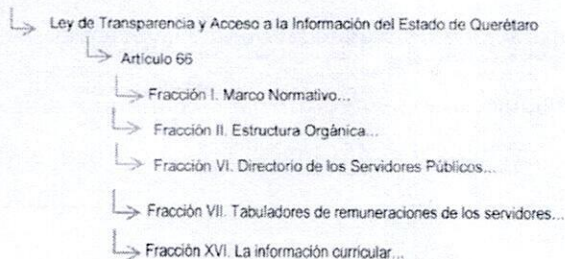 Ley de Transparencia y Acceso a la Información del Estado de Querétaro
Artículo 66
Fracción I. Marco Normativo...
Fracción II. Estructura Orgánica...
Fracción VI. Directorio de los Servidores Públicos...
Fracción VII. Tabuladores de remuneraciones de los servidores...
Fracción XVI. La información curricular...